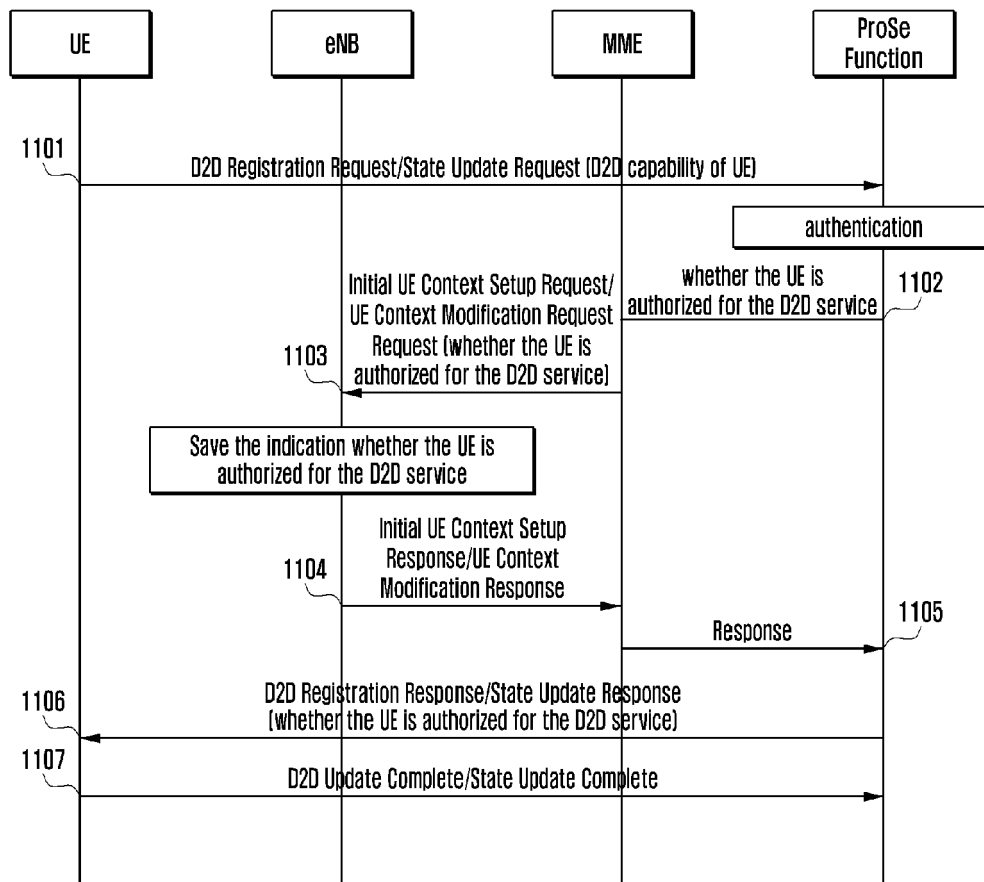 UE
eNB
MME
ProSe
Function
1101
D2D Registration Request/State Update Request (D2D capability of UE)
authentication
whether the UE is
authorized for the D2D service
1102
Initial UE Context Setup Request/
UE Context Modification Request
Request (whether the UE is
authorized for the D2D service)
1103
Save the indication whether the UE is
authorized for the D2D service
Initial UE Context Setup
Response/UE Context
Modification Response
1104
Response
1105
D2D Registration Response/State Update Response
(whether the UE is authorized for the D2D service)
1106
1107
D2D Update Complete/State Update Complete